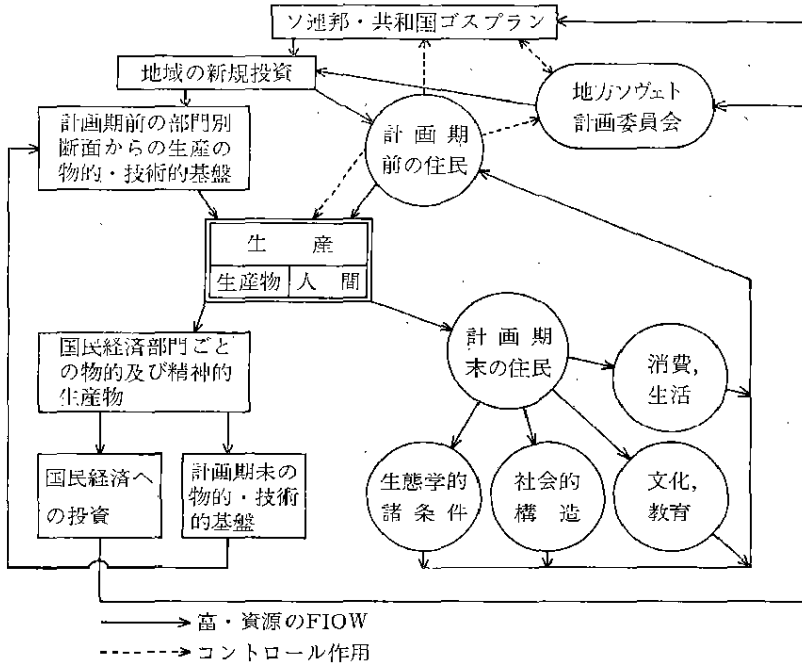 ソ連邦・共和国ゴスプラン
地域の新規投資
地方ソヴェト
計画委員会
計画期前の部門別
断面からの生産の
物的・技術的基盤
計画期
前の住民
生産
生産物
人間
国民経済部門ごと
の物的及び精神的
生産物
計画期
末の住民
消費,
生活
国民経済へ
の投資
計画期末の
物的・技術
的基盤
生態学的
諸条件
社会的
構造
文化,
教育
富・資源のFIOW
コントロール作用